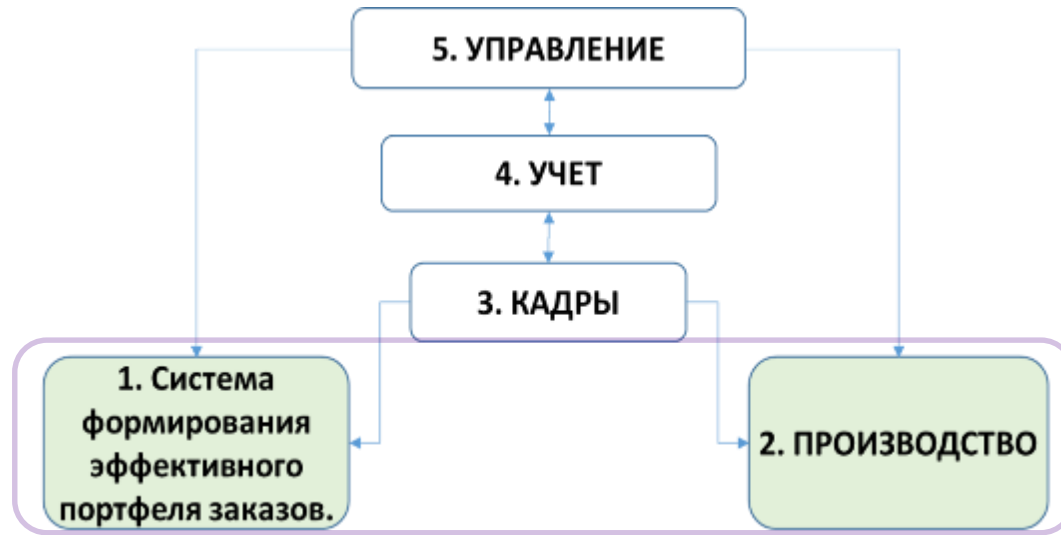 5. УПРАВЛЕНИЕ
4. УЧЕТ
3. КАДРЫ
1. Система
формирования
эффективного
портфеля заказов.
2. ПРОИЗВОДСТВО